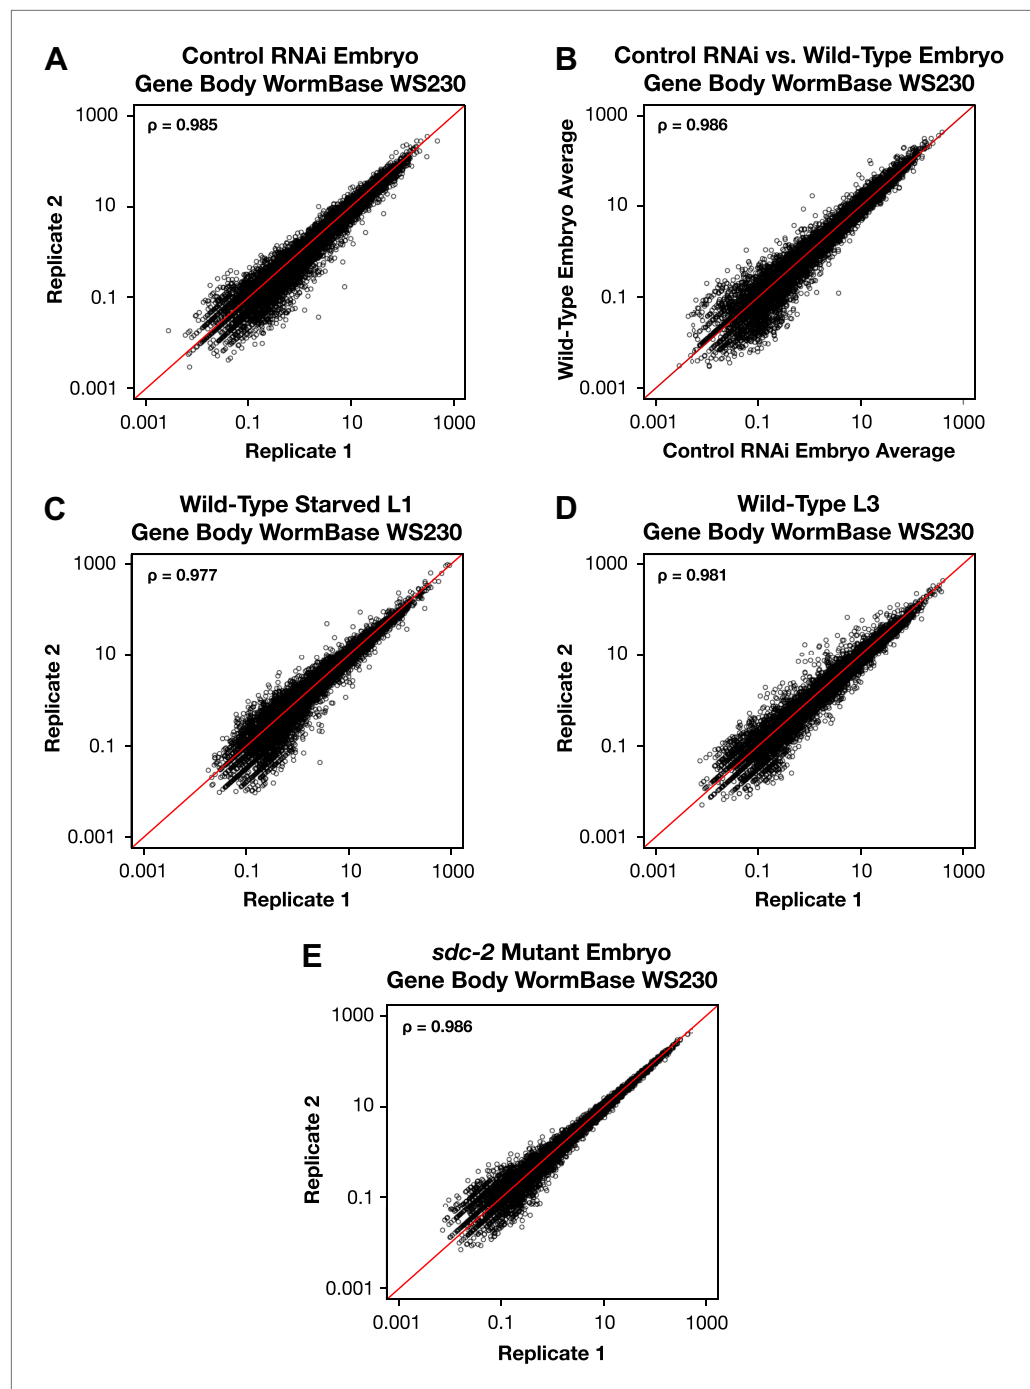 A
Control RNAi Embryo
Gene Body WormBase WS230
ρ = 0.985
1000
10
0.1
0.001
Replicate 2
0.001
0.1
10
1000
Replicate 1
B
Control RNAi vs. Wild-Type Embryo
Gene Body WormBase WS230
ρ = 0.986
1000
10
0.1
0.001
Wild-Type Embryo Average
0.001
0.1
10
1000
Control RNAi Embryo Average
C
Wild-Type Starved L1
Gene Body WormBase WS230
ρ = 0.977
1000
10
0.1
0.001
Replicate 2
0.001
0.1
10
1000
Replicate 1
D
Wild-Type L3
Gene Body WormBase WS230
ρ = 0.981
1000
10
0.1
0.001
Replicate 2
0.001
0.1
10
1000
Replicate 1
E
sdc-2 Mutant Embryo
Gene Body WormBase WS230
ρ = 0.986
1000
10
0.1
0.001
Replicate 2
0.001
0.1
10
1000
Replicate 1